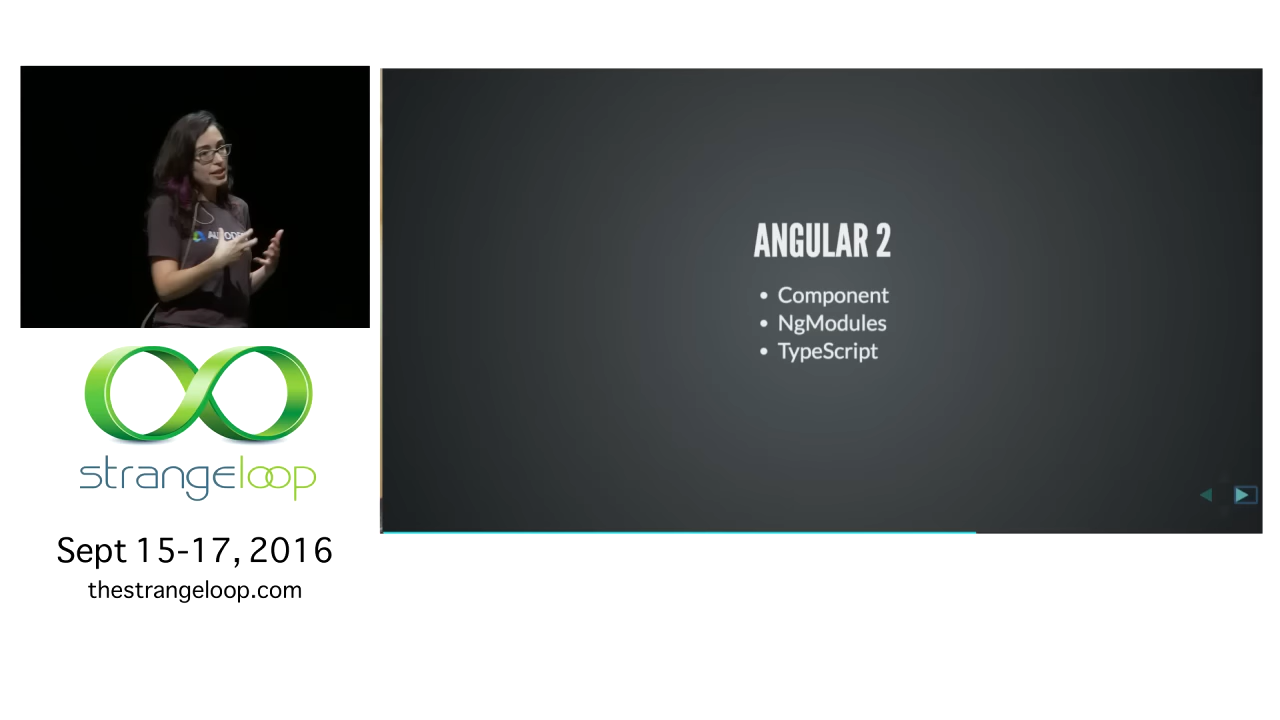 ANGULAR 2
• Component
• NgModules
• TypeScript
strangeloop
Sept 15-17, 2016
thestrangeloop.com